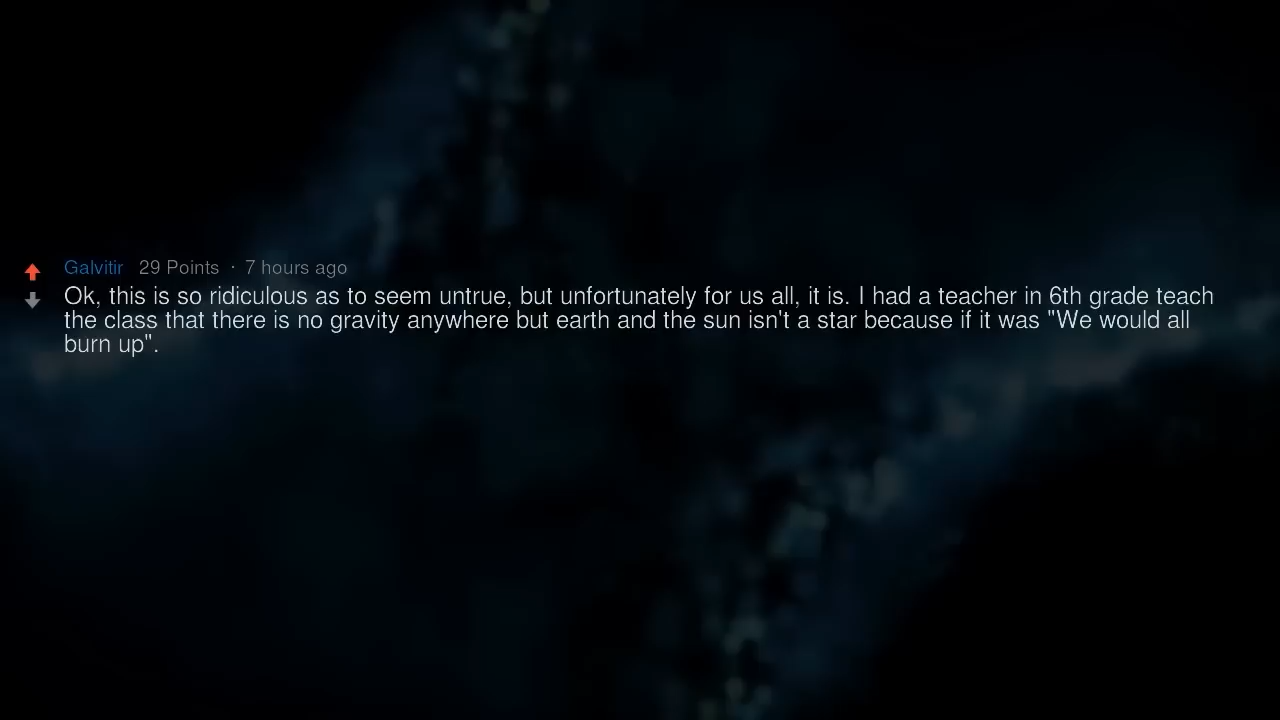 Galvitir 29 Points · 7 hours ago
Ok, this is so ridiculous as to seem untrue, but unfortunately for us all, it is. I had a teacher in 6th grade teach
the class that there is no gravity anywhere but earth and the sun isn't a star because if it was "We would all
burn up".